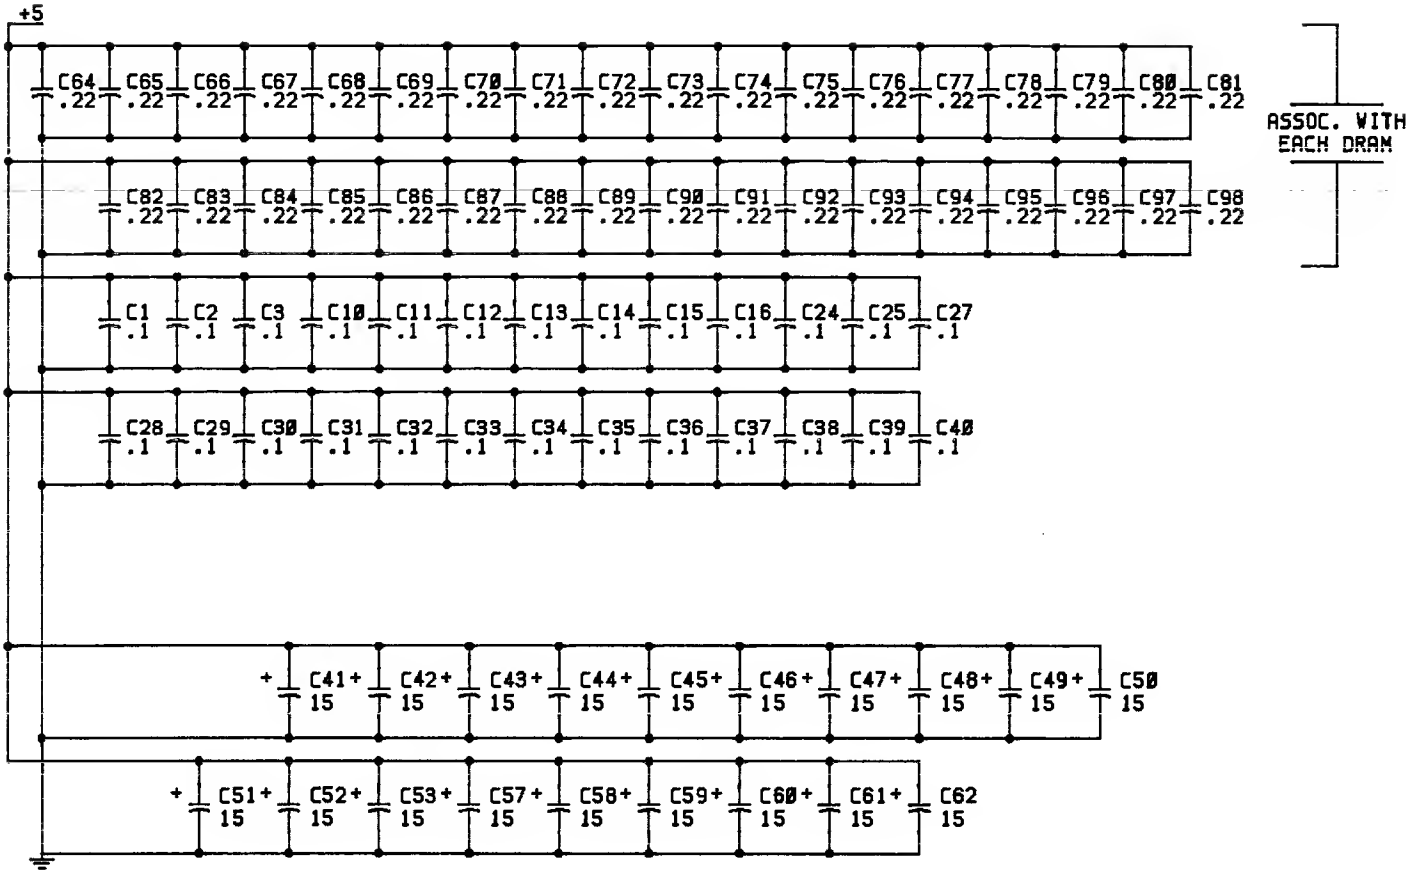 +5
C64 C65 C66 C67 C68 C69 C70 C71 C72 C73 C74 C75 C76 C77 C78 C79 C80 C81
.22 .22 .22 .22 .22 .22 .22 .22 .22 .22 .22 .22 .22 .22 .22 .22 .22 .22
ASSOC. WITH
EACH DRAM
C82 C83 C84 C85 C86 C87 C88 C89 C90 C91 C92 C93 C94 C95 C96 C97 C98
.22 .22 .22 .22 .22 .22 .22 .22 .22 .22 .22 .22 .22 .22 .22 .22 .22
C1 C2 C3 C10 C11 C12 C13 C14 C15 C16 C24 C25 C27
.1 .1 .1 .1 .1 .1 .1 .1 .1 .1 .1 .1 .1
C28 C29 C30 C31 C32 C33 C34 C35 C36 C37 C38 C39 C40
.1 .1 .1 .1 .1 .1 .1 .1 .1 .1 .1 .1 .1
+ C41 + C42 + C43 + C44 + C45 + C46 + C47 + C48 + C49 + C50
15 15 15 15 15 15 15 15 15 15
+ C51 + C52 + C53 + C57 + C58 + C59 + C60 + C61 + C62
15 15 15 15 15 15 15 15 15